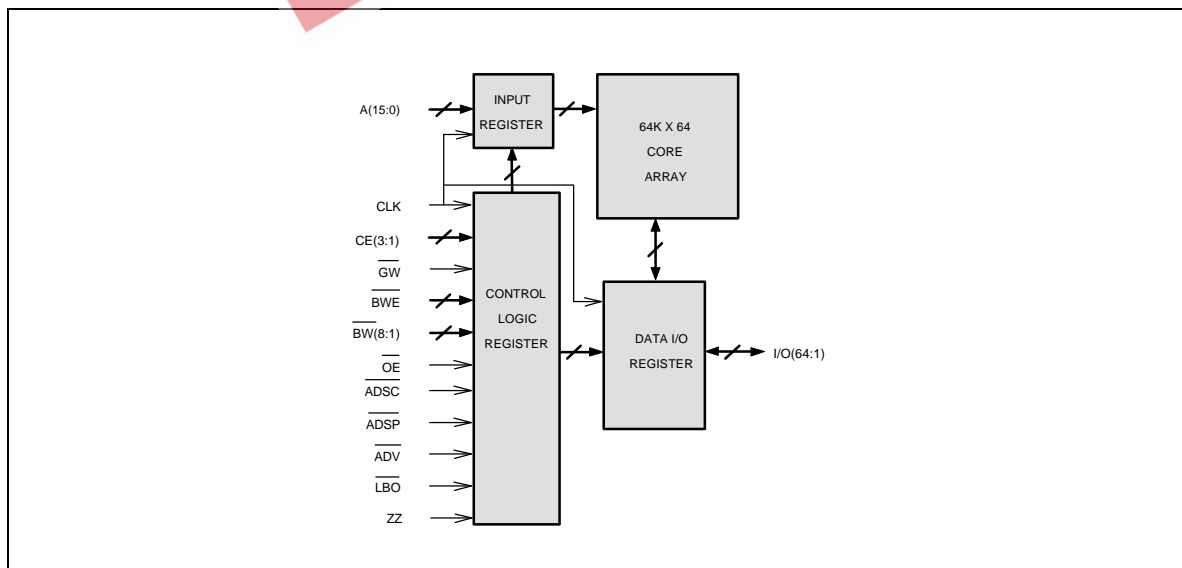 A(15:0)
INPUT
REGISTER
64K X 64
CORE
ARRAY
CLK
CE(3:1)
GW
BWE
BW(8:1)
OE
ADSC
ADSP
ADV
LBO
ZZ
CONTROL
LOGIC
REGISTER
DATA I/O
REGISTER
I/O(64:1)